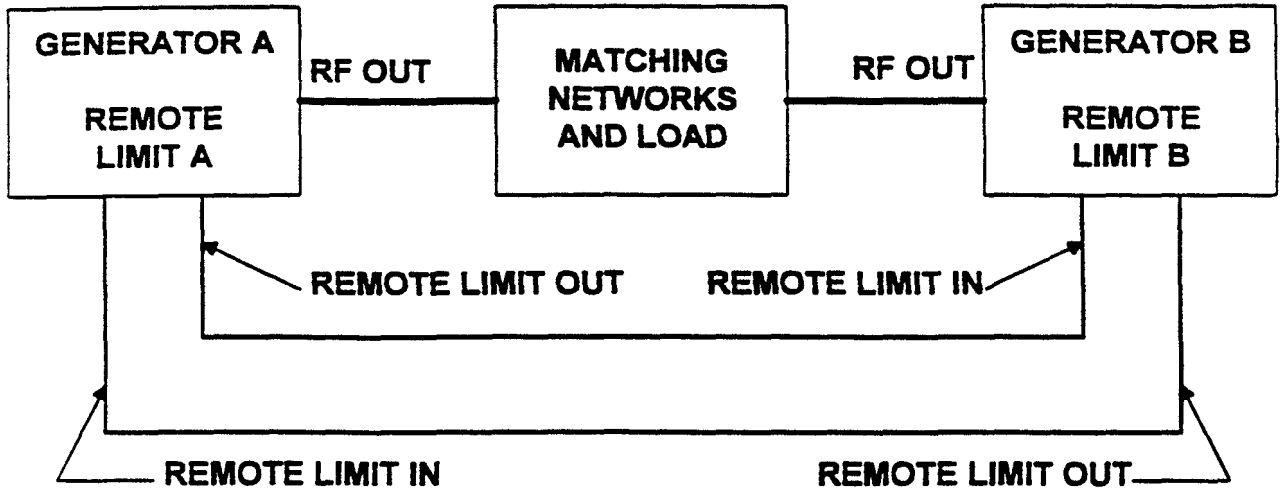 GENERATOR A
REMOTE
LIMIT A
RF OUT
MATCHING
NETWORKS
AND LOAD
RF OUT
GENERATOR B
REMOTE
LIMIT B
REMOTE LIMIT OUT
REMOTE LIMIT IN
REMOTE LIMIT IN
REMOTE LIMIT OUT